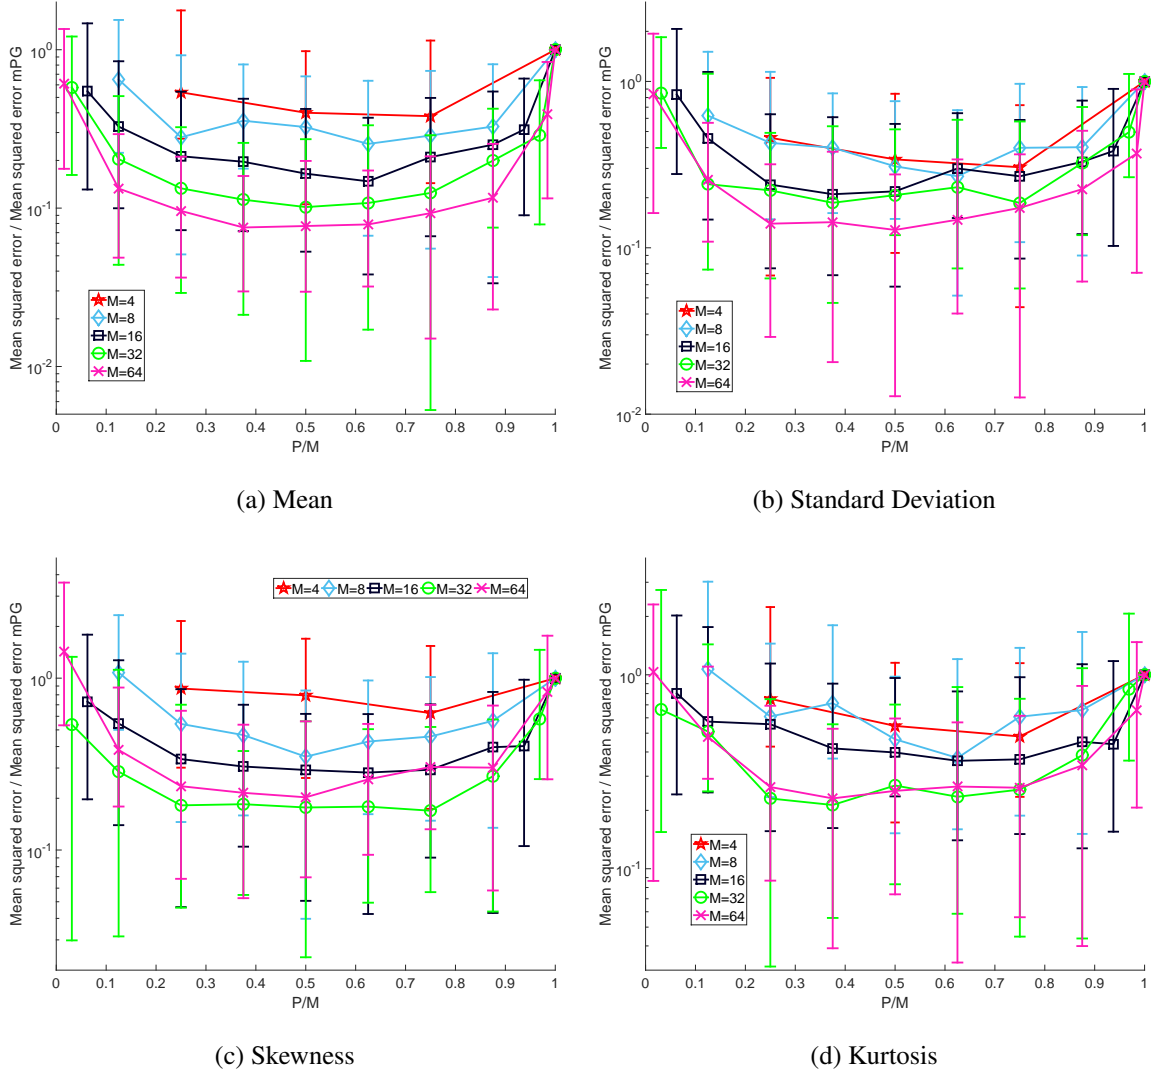 Mean squared error / Mean squared error mPG
10^0
10^-1
10^-2
M=4
M=8
M=16
M=32
M=64
0 0.1 0.2 0.3 0.4 0.5 0.6 0.7 0.8 0.9 1
P/M
(a) Mean
Mean squared error / Mean squared error mPG
10^0
10^-1
10^-2
M=4
M=8
M=16
M=32
M=64
0 0.1 0.2 0.3 0.4 0.5 0.6 0.7 0.8 0.9 1
P/M
(b) Standard Deviation
Mean squared error / Mean squared error mPG
M=4 M=8 M=16 M=32 M=64
10^0
10^-1
0 0.1 0.2 0.3 0.4 0.5 0.6 0.7 0.8 0.9 1
P/M
(c) Skewness
Mean squared error / Mean squared error mPG
10^0
10^-1
M=4
M=8
M=16
M=32
M=64
0 0.1 0.2 0.3 0.4 0.5 0.6 0.7 0.8 0.9 1
P/M
(d) Kurtosis